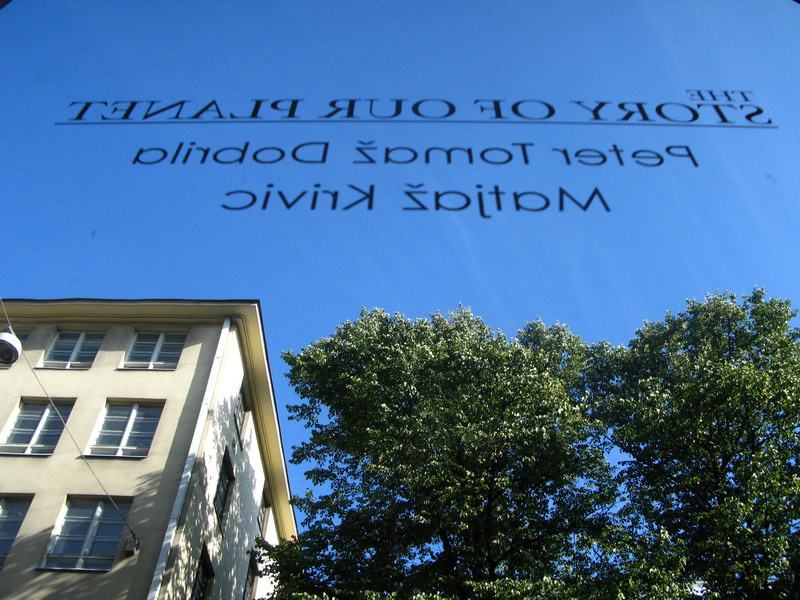 THE
STORY OF OUR PLANET
Peter Tomaž Dobrila
Matjaž Krivic